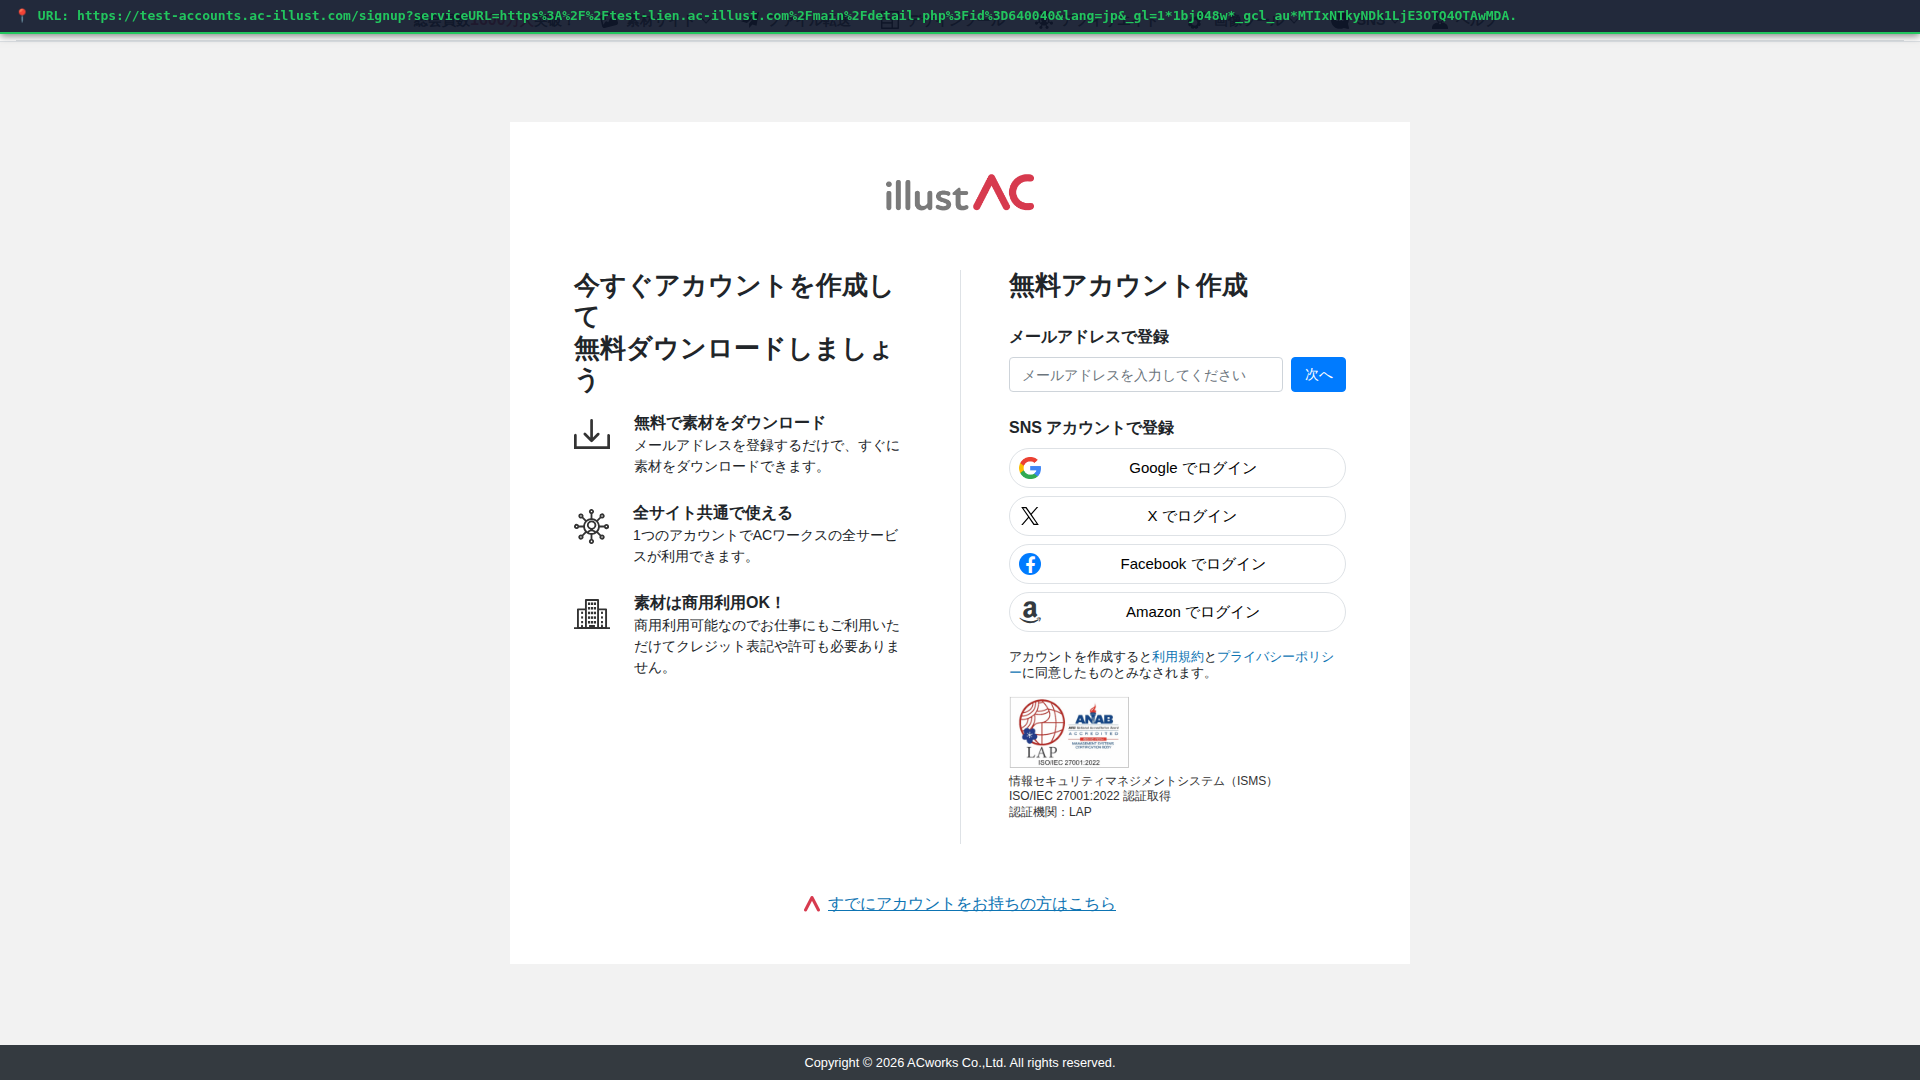 📍 URL: https://test-accounts.ac-illust.com/signup?serviceURL=https%3A%2F%2Ftest-lien.ac-illust.com%2Fmain%2Fdetail.php%3Fid%3D640040&lang=jp&_gl=1*1bj048w*_gcl_au*MTIxNTkyNDk1LjE3OTQ4OTAwMDA.
illust AC
今すぐアカウントを作成し
て
無料ダウンロードしましょ
う
無料で素材をダウンロード
メールアドレスを登録するだけで、すぐに
素材をダウンロードできます。
全サイト共通で使える
1つのアカウントでACワークスの全サービ
スが利用できます。
素材は商用利用OK！
商用利用可能なのでお仕事にもご利用いた
だけてクレジット表記や許可も必要ありま
せん。
無料アカウント作成
メールアドレスで登録
メールアドレスを入力してください
次へ
SNS アカウントで登録
Google でログイン
X でログイン
Facebook でログイン
Amazon でログイン
アカウントを作成すると利用規約とプライバシーポリシ
ーに同意したものとみなされます。
ANAB
ACCREDITED
MANAGEMENT SYSTEMS
CERTIFICATION BODY
LAP
ISO/IEC 27001:2022
情報セキュリティマネジメントシステム（ISMS）
ISO/IEC 27001:2022 認証取得
認証機関：LAP
すでにアカウントをお持ちの方はこちら
Copyright © 2026 ACworks Co.,Ltd. All rights reserved.